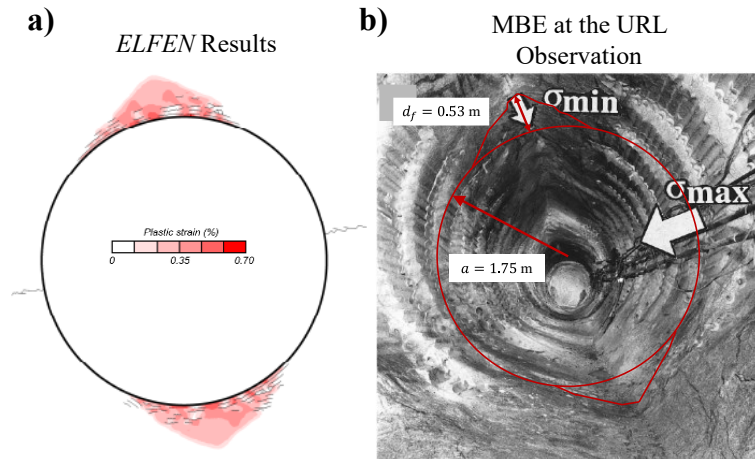 a)
ELFEN Results
Plastic strain (%)
0 0.35 0.70
b)
MBE at the URL
Observation
d_f = 0.53 m
σmin
σmax
a = 1.75 m